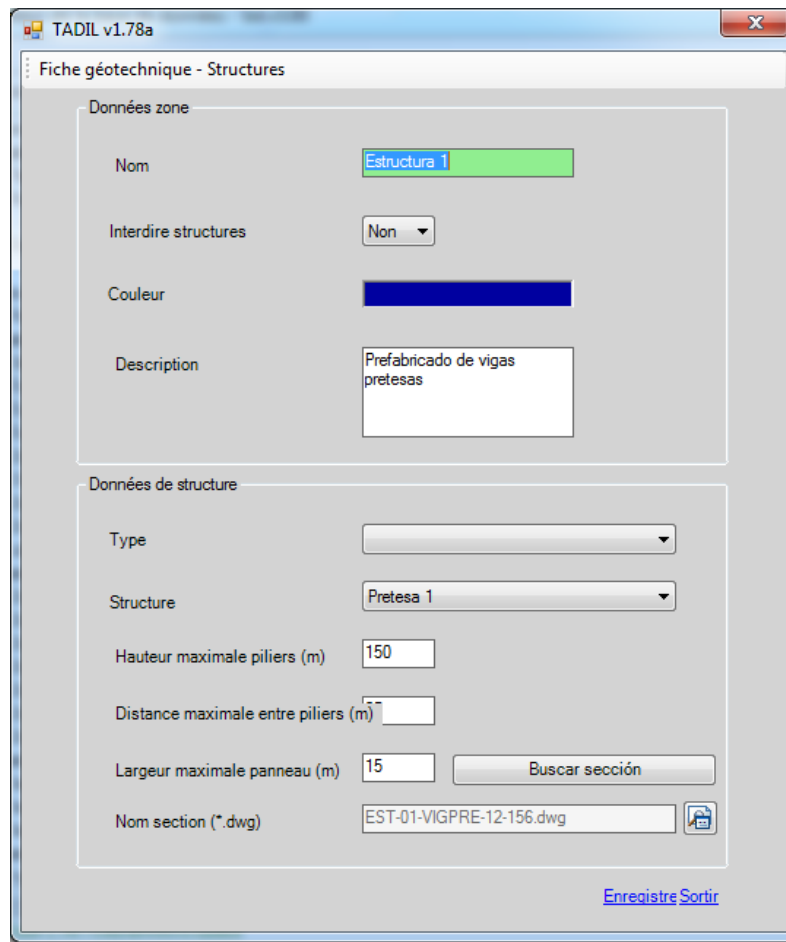 TADIL v1.78a
Fiche géotechnique - Structures
Données zone
Nom
Estructura 1
Interdire structures
Non
Couleur
Description
Prefabricado de vigas
pretesas
Données de structure
Type
Structure
Pretesa 1
Hauteur maximale piliers (m)
150
Distance maximale entre piliers (m)
Largeur maximale panneau (m)
15
Buscar sección
Nom section (*.dwg)
EST-01-VIGPRE-12-156.dwg
Enregistre Sortir